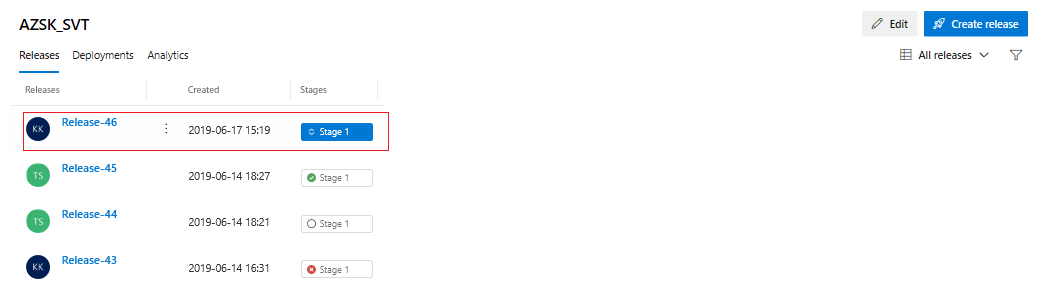 AZSK_SVT
Edit
Create release
Releases Deployments Analytics
All releases
Releases Created Stages
KK Release-46 2019-06-17 15:19 Stage 1
TS Release-45 2019-06-14 18:27 Stage 1
TS Release-44 2019-06-14 18:21 Stage 1
KK Release-43 2019-06-14 16:31 Stage 1